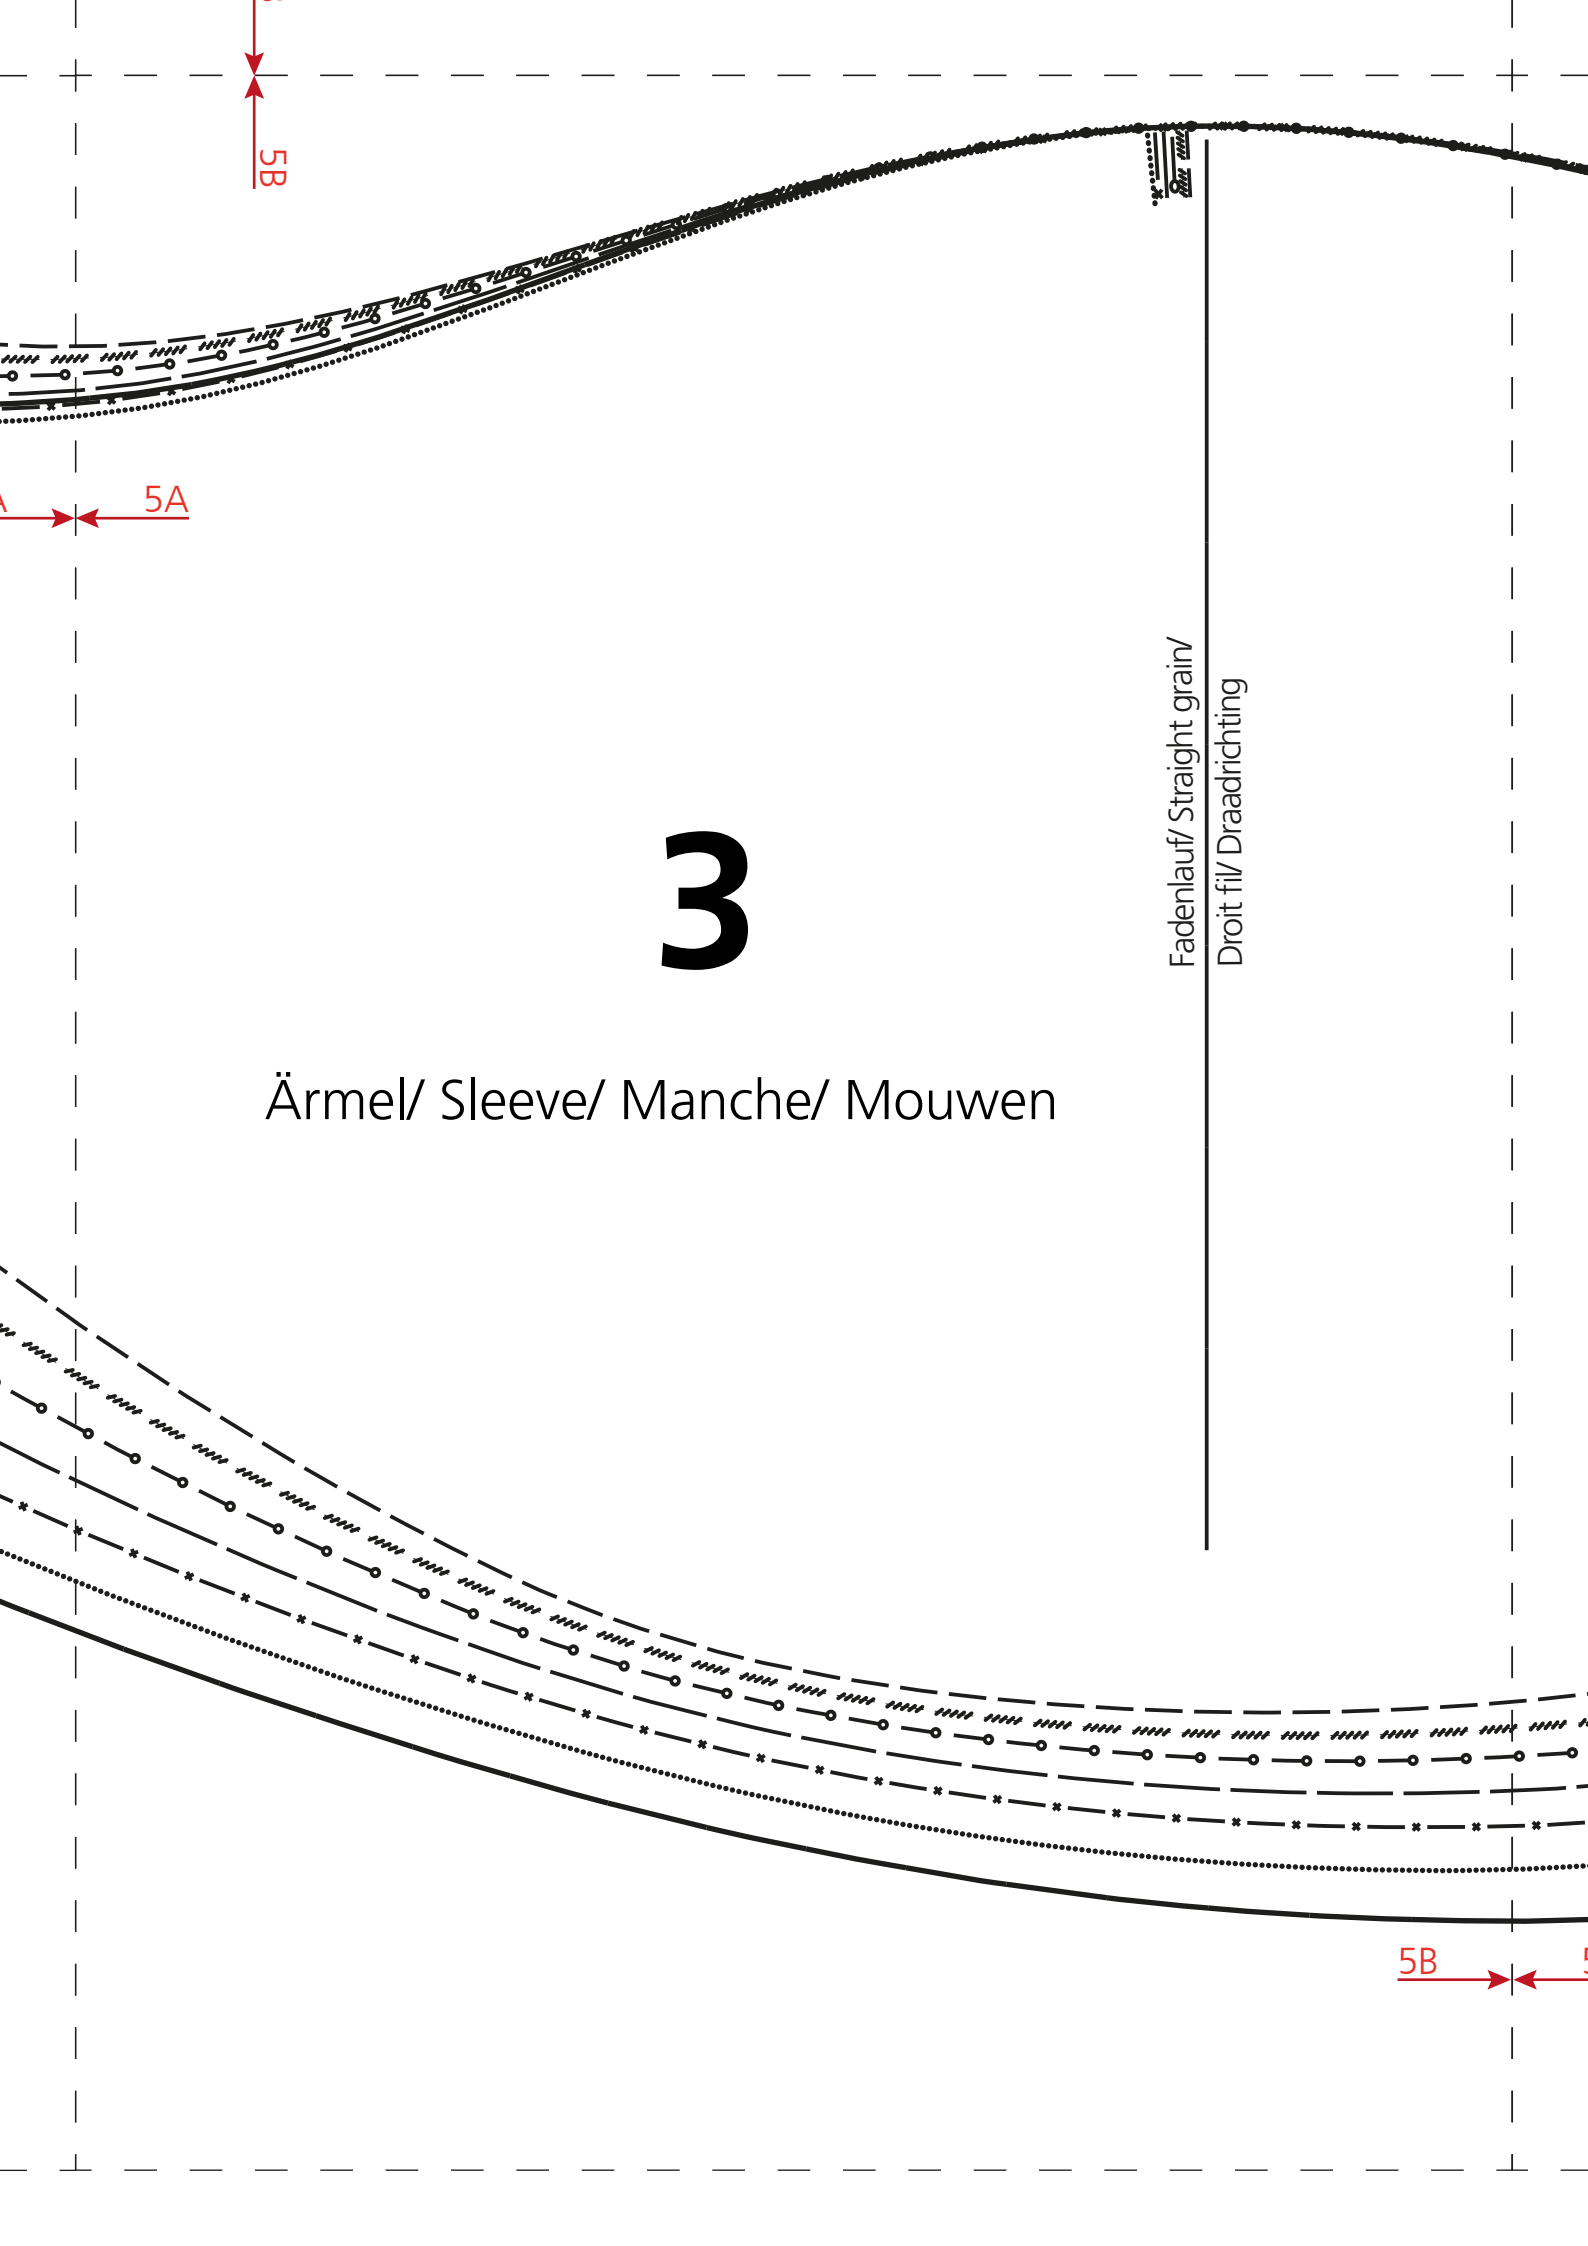 5B
5A
Fadenlauf/ Straight grain/
Droit fil/ Draadrichting
3
Ärmel/ Sleeve/ Manche/ Mouwen
5B